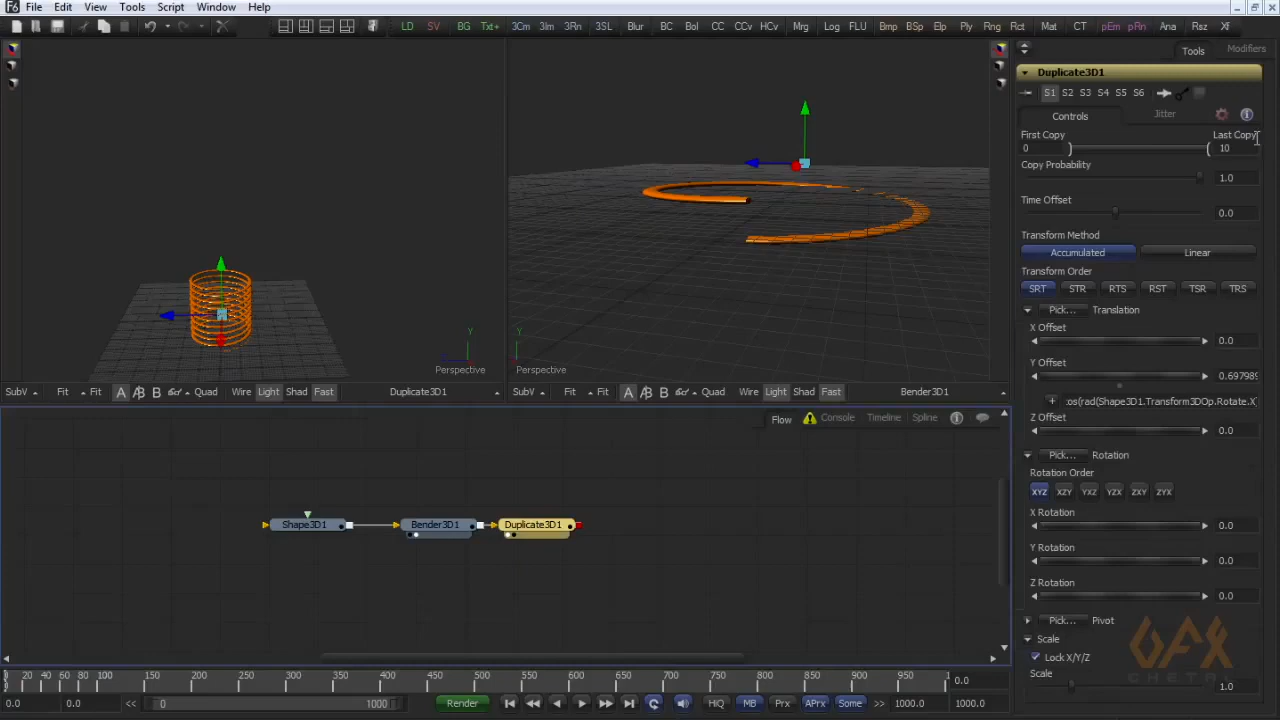 File Edit View Tools Script Window Help
LD SV BG Txt+ 3Cm 3Im 3Rn 3SL Blur BC Bol CC HCv Mrg Log FLU Bmp BSp Elp Ply Rng Rct Mat CT pEm pRn Ana Rsz Xf
Tools Modifiers
Duplicate3D1
S1 S2 S3 S4 S5 S6
Controls Jitter
First Copy Last Copy
0 10
Copy Probability
1.0
Time Offset
0.0
Transform Method
Accumulated Linear
Transform Order
SRT STR RTS RST TSR TRS
Pick... Translation
X Offset
0.0
Y Offset
0.697989
+ :os(rad(Shape3D1.Transform3DOp.Rotate.X)
Z Offset
0.0
Pick... Rotation
Rotation Order
XYZ XZY YXZ YZX ZXY ZYX
X Rotation
0.0
Y Rotation
0.0
Z Rotation
0.0
Pick... Pivot
Scale
Lock X/Y/Z
Scale
1.0
Y
Perspective
SubV Fit Fit A B Quad Wire Light Shad Fast Duplicate3D1
Y
Perspective
SubV Fit Fit A B Quad Wire Light Shad Fast Bender3D1
Flow Console Timeline Spline
Shape3D1 Bender3D1 Duplicate3D1
20 40 60 80 100 150 200 250 300 350 400 450 500 550 600 650 700 750 800 850 900 950 0.0
0.0 0.0 << 0 1000 Render HiQ MB Prx APrx Some >> 1000.0 1000.0
GFX
CHETAI